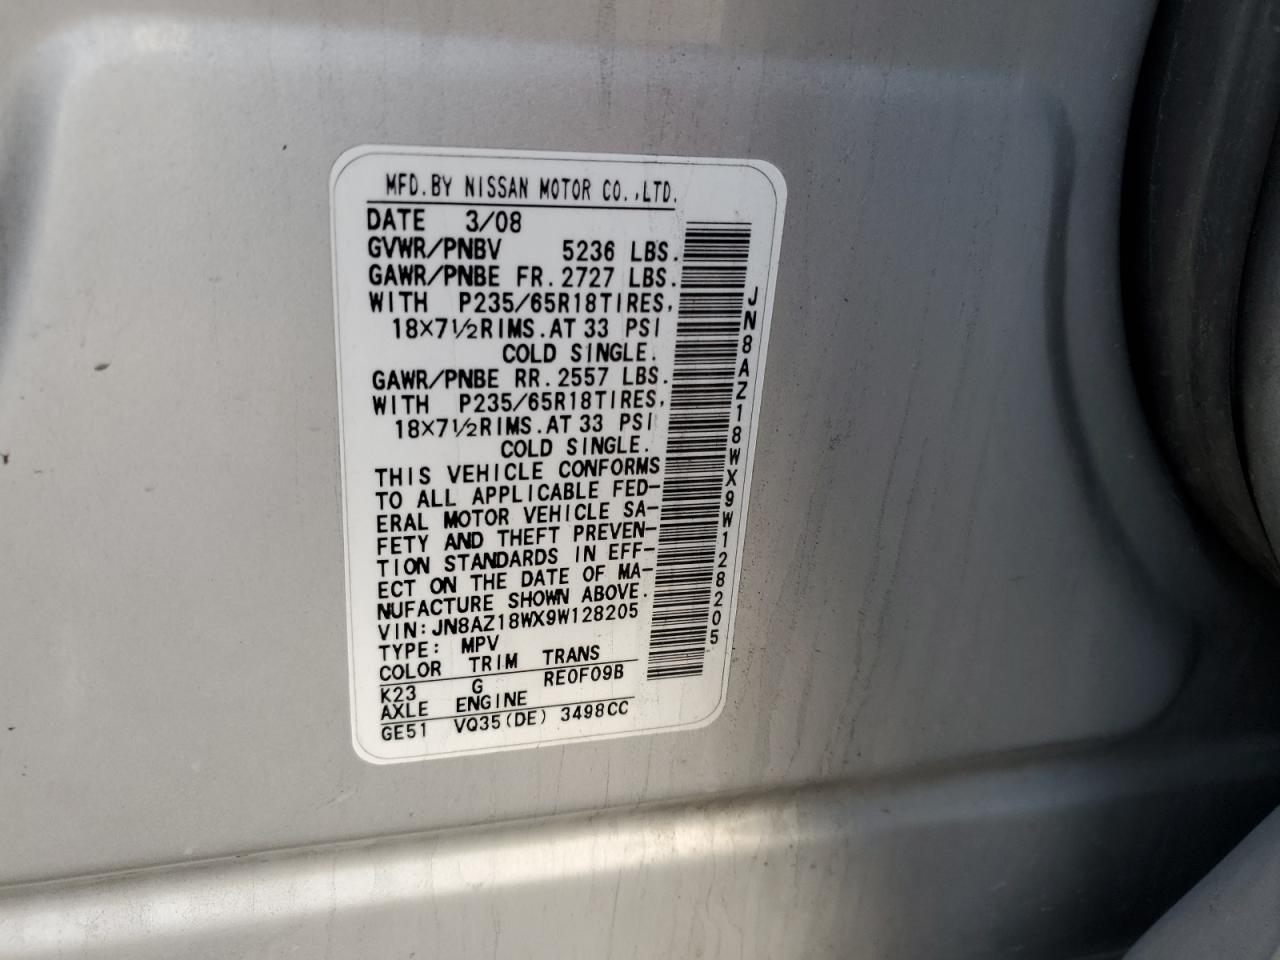 MFD.BY NISSAN MOTOR CO.,LTD.
DATE 3/08
GVWR/PNBV 5236 LBS.
GAWR/PNBE FR.2727 LBS.
WITH P235/65R18TIRES,
18×7½RIMS.AT 33 PSI
COLD SINGLE.
GAWR/PNBE RR.2557 LBS.
WITH P235/65R18TIRES,
18×7½RIMS.AT 33 PSI
COLD SINGLE.
THIS VEHICLE CONFORMS
TO ALL APPLICABLE FED-
ERAL MOTOR VEHICLE SA-
FETY AND THEFT PREVEN-
TION STANDARDS IN EFF-
ECT ON THE DATE OF MA-
NUFACTURE SHOWN ABOVE.
VIN:JN8AZ18WX9W128205
TYPE: MPV
COLOR TRIM TRANS
K23 G RE0F09B
AXLE ENGINE
GE51 VQ35(DE) 3498CC
JN8AZ18WX9W128205